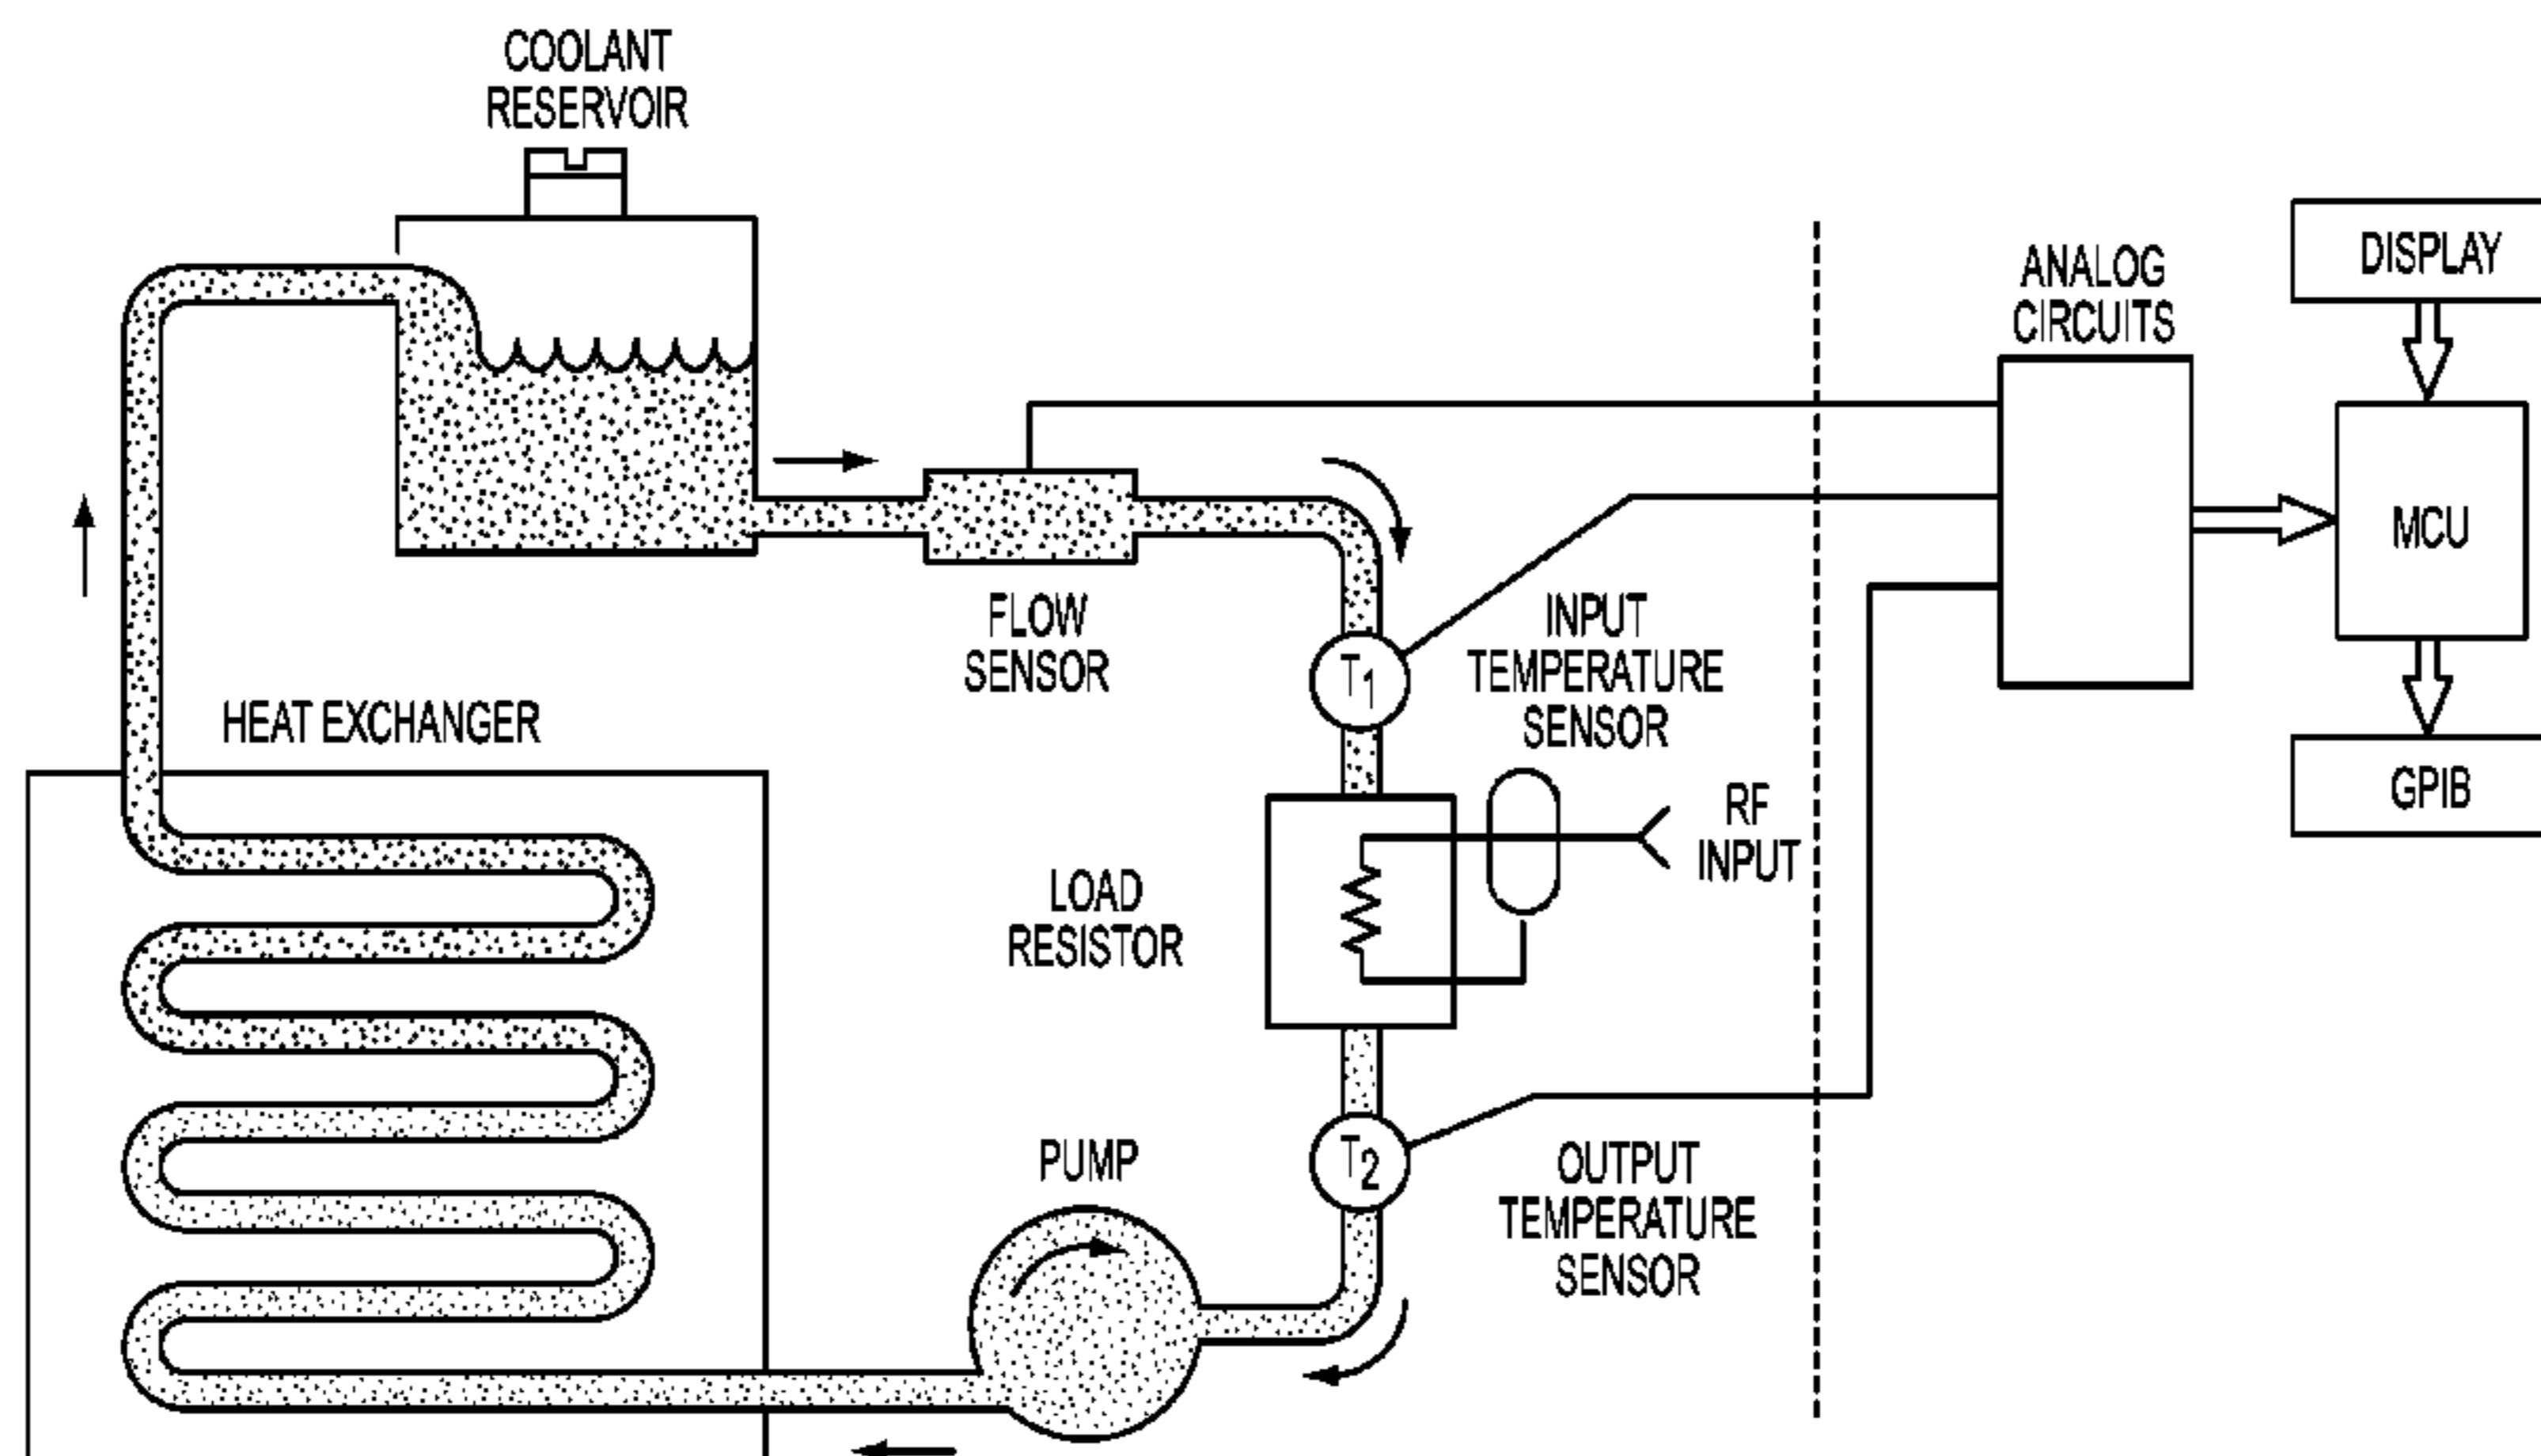 COOLANT
RESERVOIR
DISPLAY
ANALOG
CIRCUITS
MCU
FLOW
SENSOR
INPUT
TEMPERATURE
SENSOR
T1
HEAT EXCHANGER
GPIB
RF
INPUT
LOAD
RESISTOR
PUMP
T2
OUTPUT
TEMPERATURE
SENSOR